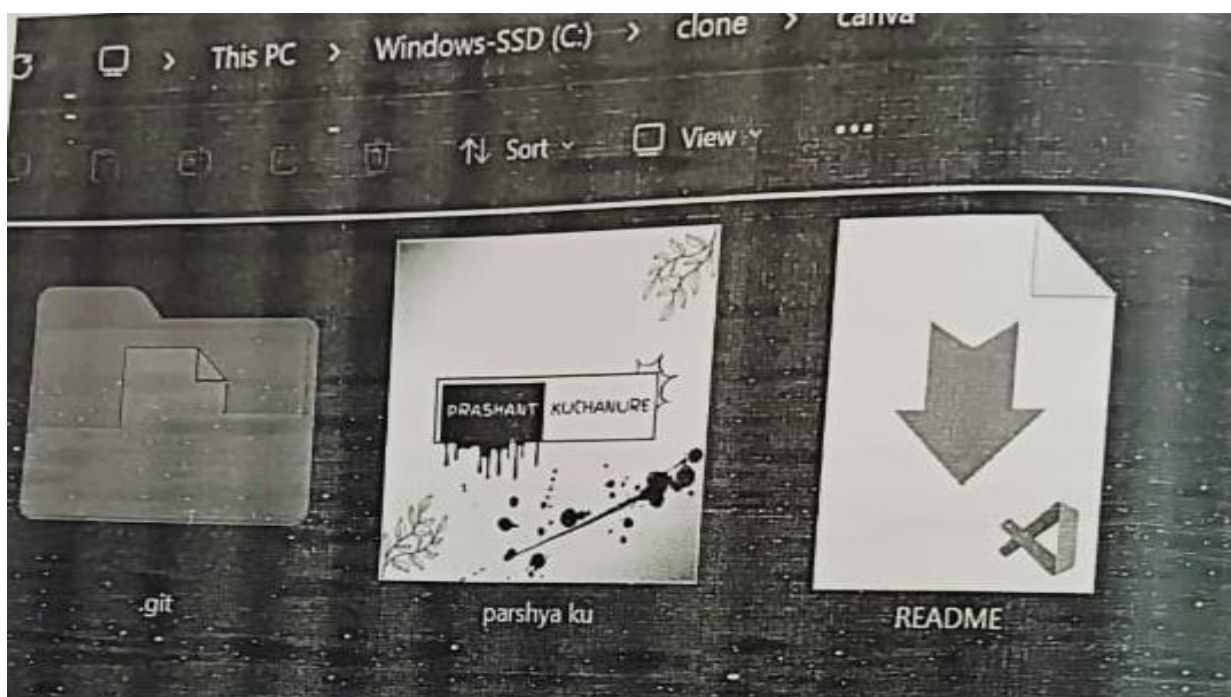 > This PC > Windows-SSD (C:) > clone > canva
Sort View ...
PRASHANT KUCHANURE
.git parshya ku README